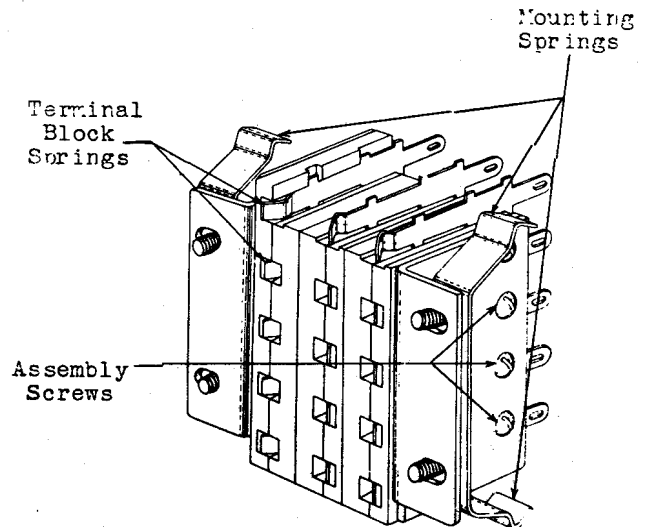 Mounting
Springs
Terminal
Block
Springs
Assembly
Screws